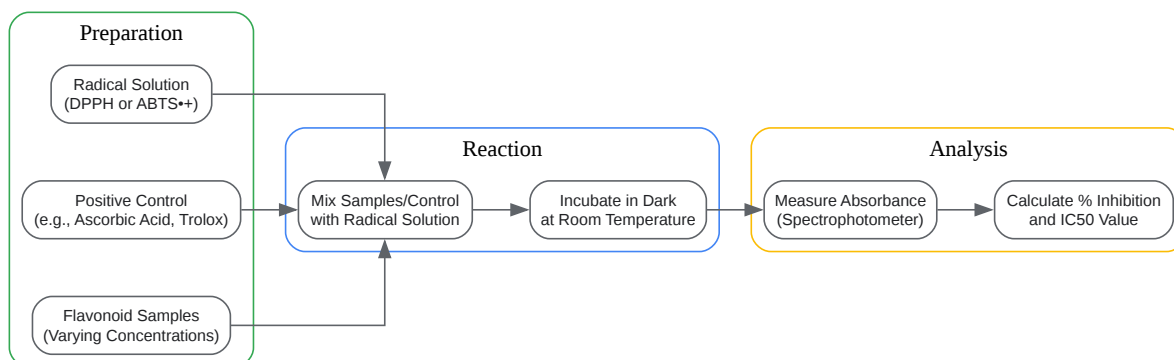 Preparation
Radical Solution
(DPPH or ABTS•+)
Positive Control
(e.g., Ascorbic Acid, Trolox)
Flavonoid Samples
(Varying Concentrations)
Reaction
Mix Samples/Control
with Radical Solution
Incubate in Dark
at Room Temperature
Analysis
Measure Absorbance
(Spectrophotometer)
Calculate % Inhibition
and IC50 Value